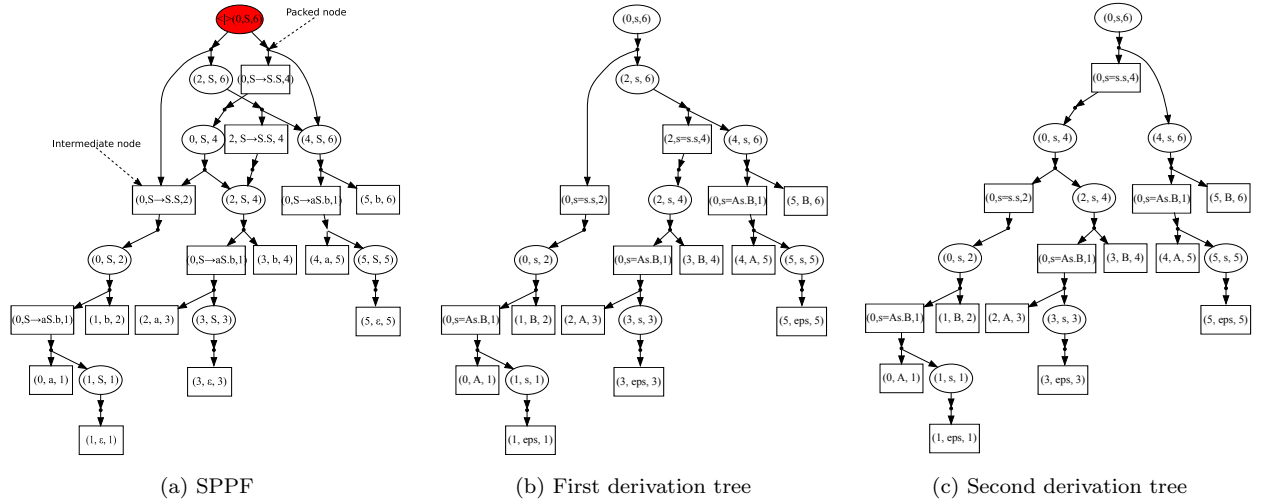 (0,S,6)
Packed node
(2, S, 6)
(0,S→S.S,4)
0, S, 4
2, S→S.S, 4
(4, S, 6)
Intermediate node
(0,S→S.S,2)
(2, S, 4)
(0,S→aS.b,1)
(5, b, 6)
(0, S, 2)
(0,S→aS.b,1)
(3, b, 4)
(4, a, 5)
(5, S, 5)
(0,S→aS.b,1)
(1, b, 2)
(2, a, 3)
(3, S, 3)
(5, ε, 5)
(0, a, 1)
(1, S, 1)
(3, ε, 3)
(1, ε, 1)
(a) SPPF
(0,s,6)
(2, s, 6)
(2,s=s.s,4)
(4, s, 6)
(0,s=s.s,2)
(2, s, 4)
(0,s=As.B,1)
(5, B, 6)
(0, s, 2)
(0,s=As.B,1)
(3, B, 4)
(4, A, 5)
(5, s, 5)
(0,s=As.B,1)
(1, B, 2)
(2, A, 3)
(3, s, 3)
(5, eps, 5)
(0, A, 1)
(1, s, 1)
(3, eps, 3)
(1, eps, 1)
(b) First derivation tree
(0,s,6)
(0,s=s.s,4)
(0, s, 4)
(4, s, 6)
(0,s=s.s,2)
(2, s, 4)
(0,s=As.B,1)
(5, B, 6)
(0, s, 2)
(0,s=As.B,1)
(3, B, 4)
(4, A, 5)
(5, s, 5)
(0,s=As.B,1)
(1, B, 2)
(2, A, 3)
(3, s, 3)
(5, eps, 5)
(0, A, 1)
(1, s, 1)
(3, eps, 3)
(1, eps, 1)
(c) Second derivation tree